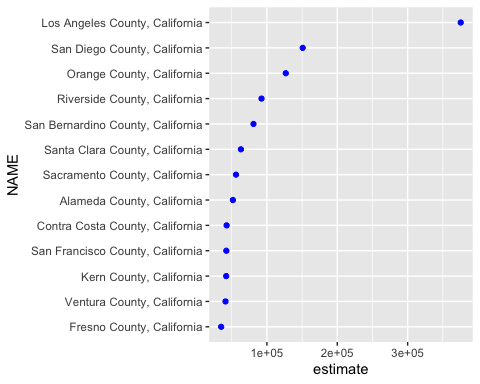 Los Angeles County, California
San Diego County, California
Orange County, California
Riverside County, California
San Bernardino County, California
Santa Clara County, California
Sacramento County, California
Alameda County, California
Contra Costa County, California
San Francisco County, California
Kern County, California
Ventura County, California
Fresno County, California
NAME
1e+05 2e+05 3e+05
estimate